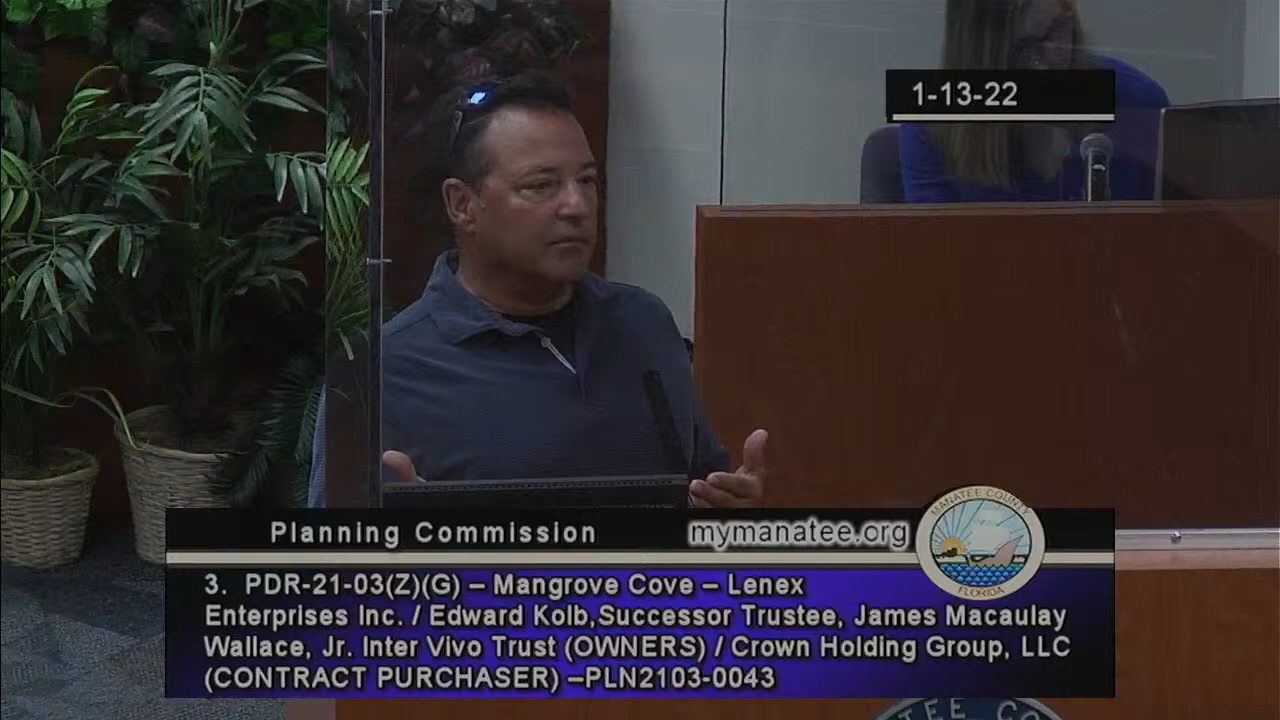 1-13-22
Planning Commission
mymanatee.org
MANATEE COUNTY
FLORIDA
3. PDR-21-03(Z)(G) – Mangrove Cove – Lenex
Enterprises Inc. / Edward Kolb,Successor Trustee, James Macaulay
Wallace, Jr. Inter Vivo Trust (OWNERS) / Crown Holding Group, LLC
(CONTRACT PURCHASER) –PLN2103-0043